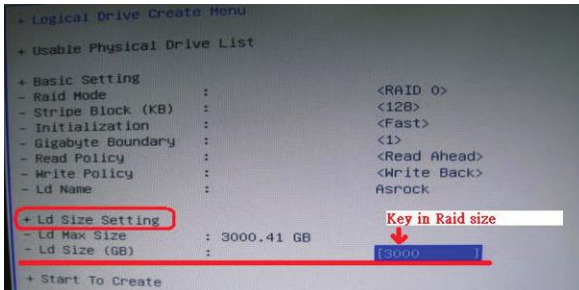 + Logical Drive Create Menu
+ Usable Physical Drive List
+ Basic Setting
- Raid Mode : <RAID 0>
- Stripe Block (KB) : <128>
- Initialization : <Fast>
- Gigabyte Boundary : <1>
- Read Policy : <Read Ahead>
- Write Policy : <Write Back>
- Ld Name : Asrock
+ Ld Size Setting
Key in Raid size
- Ld Max Size : 3000.41 GB
- Ld Size (GB) : [3000 ]
+ Start To Create